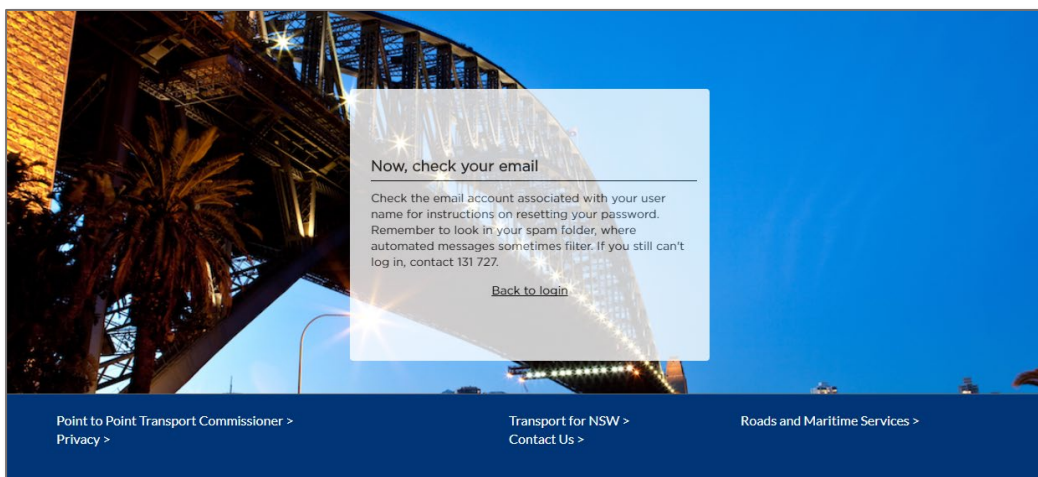 Now, check your email
Check the email account associated with your user
name for instructions on resetting your password.
Remember to look in your spam folder, where
automated messages sometimes filter. If you still can't
log in, contact 131 727.
Back to login
Point to Point Transport Commissioner >
Transport for NSW >
Roads and Maritime Services >
Privacy >
Contact Us >